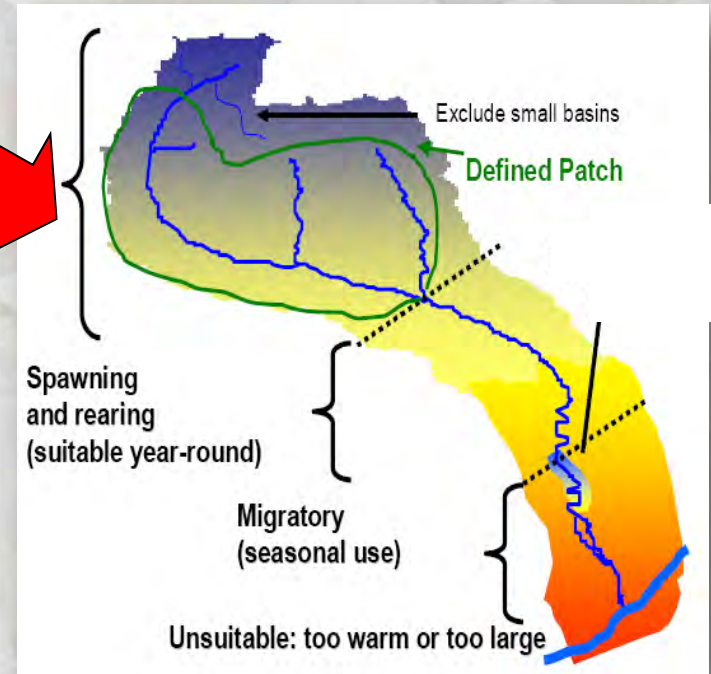 Exclude small basins
Defined Patch
Spawning
and rearing
(suitable year-round)
Migratory
(seasonal use)
Unsuitable: too warm or too large